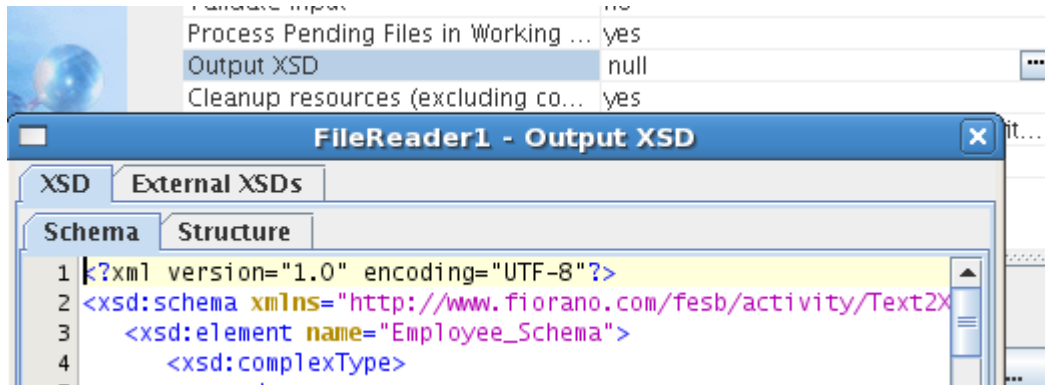 Process Pending Files in Working ... yes
Output XSD null ...
Cleanup resources (excluding co... yes
FileReader1 - Output XSD
it...
XSD External XSDs
Schema Structure
1 <?xml version="1.0" encoding="UTF-8"?>
2 <xsd:schema xmlns="http://www.fiorano.com/fesb/activity/Text2X
3 <xsd:element name="Employee_Schema">
4 <xsd:complexType>
...